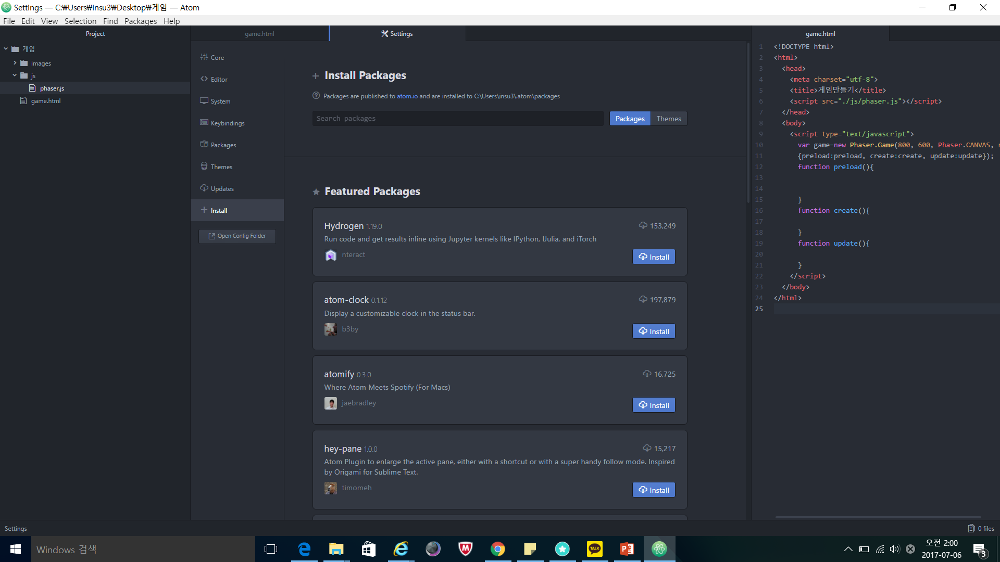 Settings — C:₩Users₩insu3₩Desktop₩게임 — Atom
File Edit View Selection Find Packages Help
Project
게임
images
js
phaser.js
game.html
game.html
Settings
Core
Editor
System
Keybindings
Packages
Themes
Updates
Install
Open Config Folder
Install Packages
Packages are published to atom.io and are installed to C:\Users\insu3\.atom\packages
Search packages
Packages Themes
Featured Packages
Hydrogen 1.19.0 153,249
Run code and get results inline using Jupyter kernels like IPython, IJulia, and iTorch
nteract Install
atom-clock 0.1.12 197,879
Display a customizable clock in the status bar.
b3by Install
atomify 0.3.0 16,725
Where Atom Meets Spotify (For Macs)
jaebradley Install
hey-pane 1.0.0 15,217
Atom Plugin to enlarge the active pane, either with a shortcut or with a super handy follow mode. Inspired
by Origami for Sublime Text.
timomeh Install
game.html
1 <!DOCTYPE html>
2 <html>
3 <head>
4 <meta charset="utf-8">
5 <title>게임만들기</title>
6 <script src="./js/phaser.js"></script>
7 </head>
8 <body>
9 <script type="text/javascript">
10 var game=new Phaser.Game(800, 600, Phaser.CANVAS,
11 {preload:preload, create:create, update:update});
12 function preload(){
13
14
15 }
16 function create(){
17
18 }
19 function update(){
20
21 }
22 </script>
23 </body>
24 </html>
25
Settings
0 files
Windows 검색
TALK
오전 2:00
2017-07-06
3